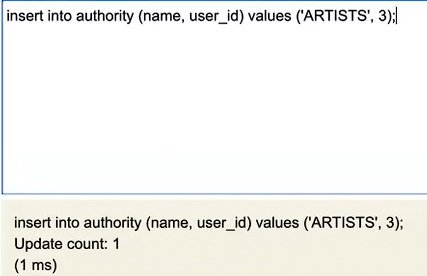 insert into authority (name, user_id) values ('ARTISTS', 3);
insert into authority (name, user_id) values ('ARTISTS', 3);
Update count: 1
(1 ms)